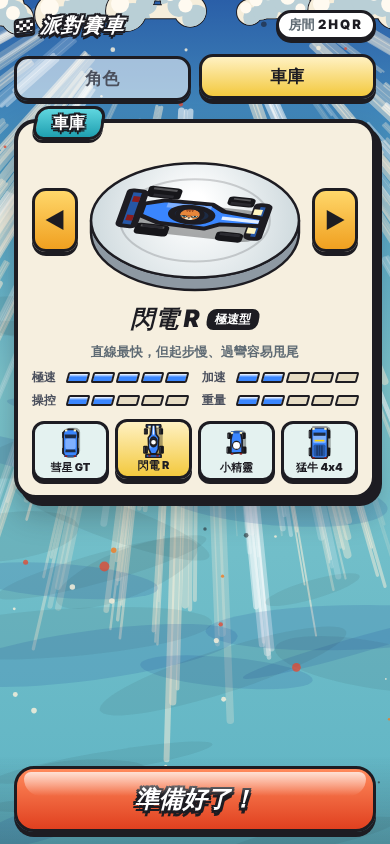 派對賽車
房間 2HQR
角色
車庫
車庫
閃電 R 極速型
直線最快，但起步慢、過彎容易甩尾
極速 加速
操控 重量
彗星 GT 閃電 R 小精靈 猛牛 4x4
準備好了！